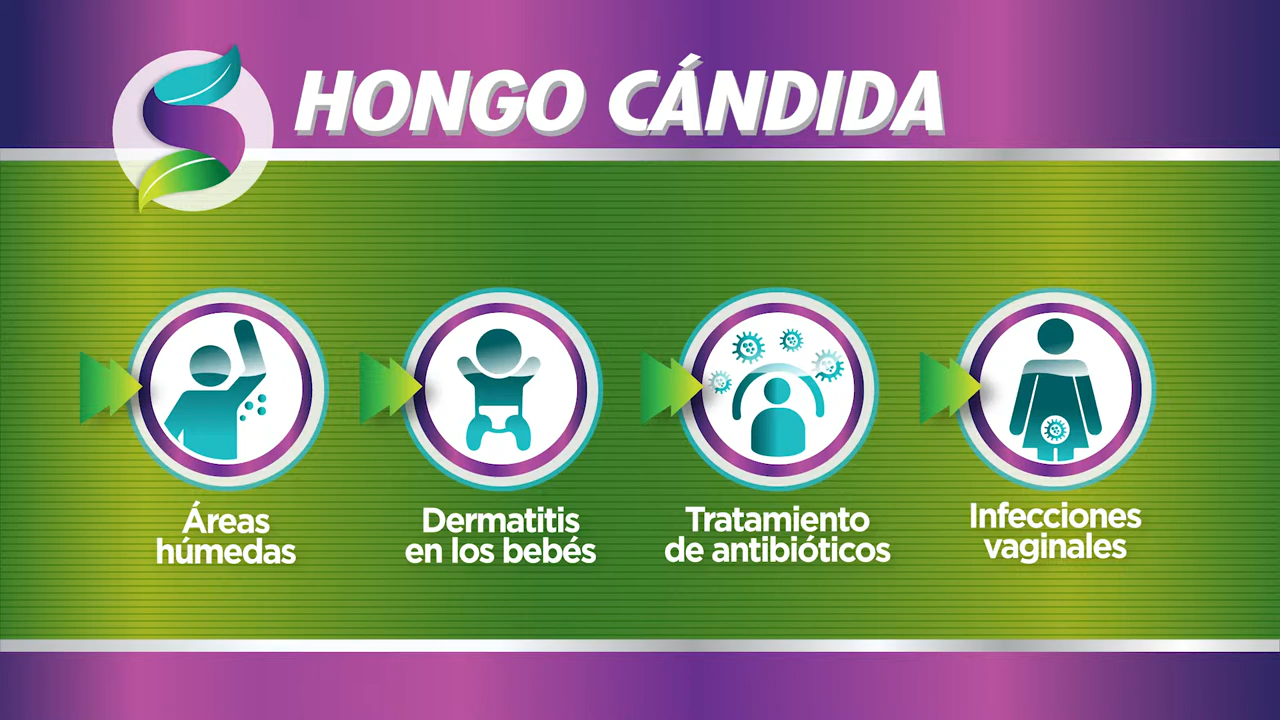 HONGO CÁNDIDA
Áreas
húmedas
Dermatitis
en los bebés
Tratamiento
de antibióticos
Infecciones
vaginales